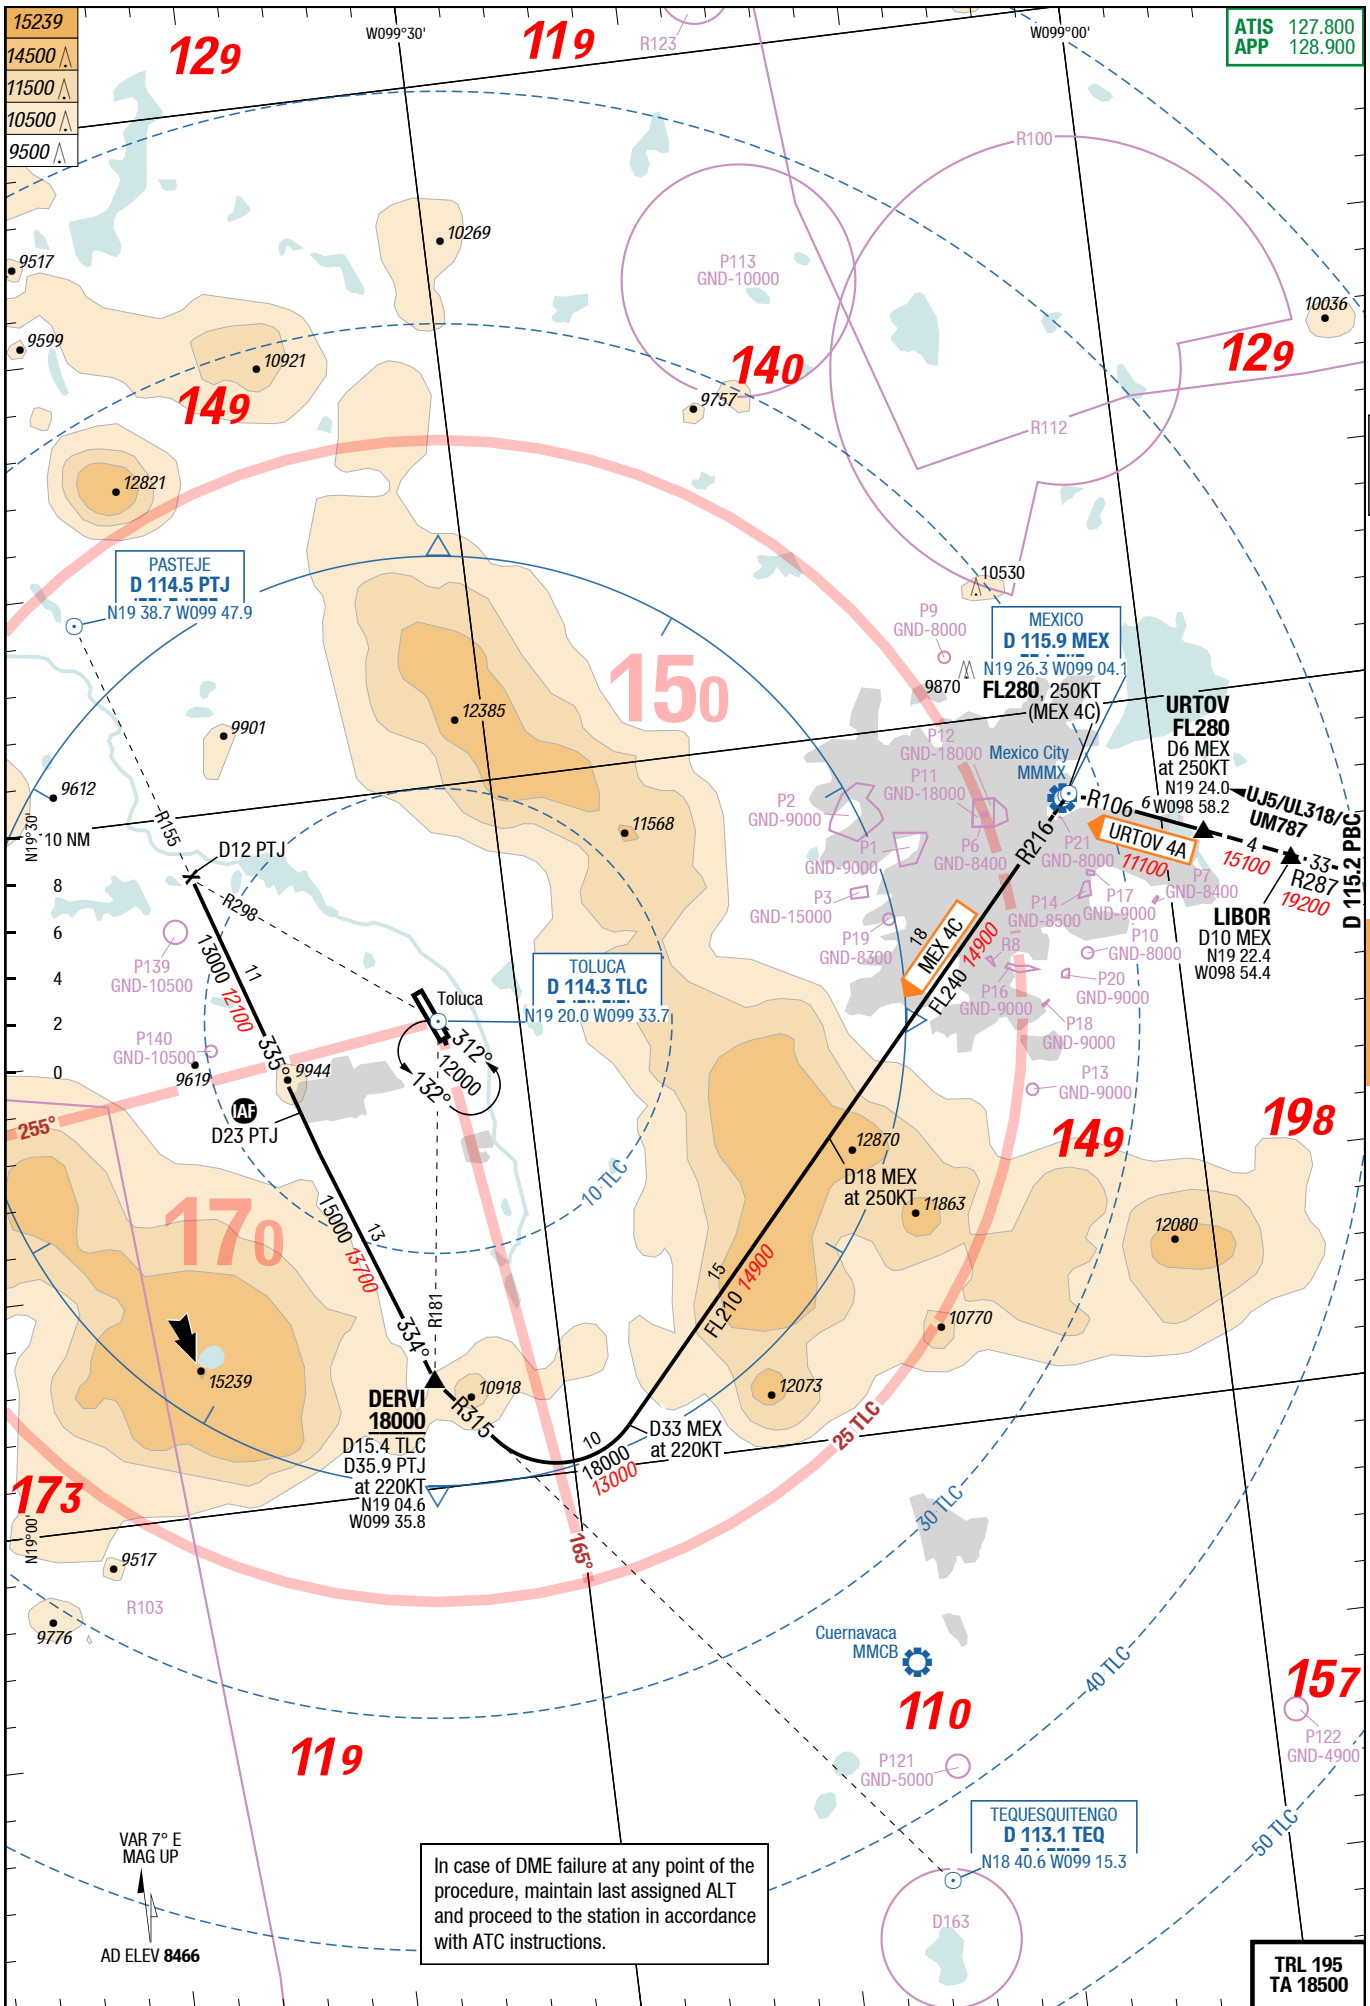 15239
14500
11500
10500
9500
129
119
W099°30'
R123
W099°00'
ATIS 127.800
APP 128.900
R100
10269
9517
P113
GND-10000
10036
9599
10921
149
140
129
9757
R112
12821
10530
PASTEJE
D 114.5 PTJ
N19 38.7 W099 47.9
P9
GND-8000
MEXICO
D 115.9 MEX
N19 26.3 W099 04.1
150
9870
FL280, 250KT
(MEX 4C)
12385
9901
URTOV
FL280
D6 MEX
at 250KT
N19 24.0
W098 58.2
P12
GND-18000
Mexico City
MMMX
9612
P11
GND-18000
P2
GND-9000
R106
6
UJ5/UL318/
UM787
N19°30'
10 NM
8
6
4
2
0
R155
D12 PTJ
11568
P1
GND-9000
P6
GND-8400
R216
P21
GND-8000
URTOV 4A
11100
4
15100
33
R287
19200
D 115.2 PBC
R298
P3
GND-15000
P14
GND-8500
P17
GND-9000
P7
GND-8400
LIBOR
D10 MEX
N19 22.4
W098 54.4
P19
GND-8300
18
MEX 4C
FL240 14900
R8
P10
GND-8000
P139
GND-10500
13000 12100
11
TOLUCA
D 114.3 TLC
N19 20.0 W099 33.7
Toluca
P16
GND-9000
P20
GND-9000
P18
GND-9000
P140
GND-10500
9619
335°
9944
312°
12000
132°
P13
GND-9000
255°
IAF
D23 PTJ
149
198
12870
D18 MEX
at 250KT
10 TLC
11863
12080
170
15000 13700
13
R181
15
FL210 14900
334°
10770
15239
10918
12073
DERVI
18000
D15.4 TLC
D35.9 PTJ
at 220KT
N19 04.6
W099 35.8
R315
10
18000
13000
D33 MEX
at 220KT
25 TLC
173
30 TLC
N19°00'
165°
9517
R103
9776
Cuernavaca
MMCB
40 TLC
157
110
P122
GND-4900
119
P121
GND-5000
50 TLC
TEQUESQUITENGO
D 113.1 TEQ
N18 40.6 W099 15.3
VAR 7° E
MAG UP
AD ELEV 8466
In case of DME failure at any point of the
procedure, maintain last assigned ALT
and proceed to the station in accordance
with ATC instructions.
D163
TRL 195
TA 18500